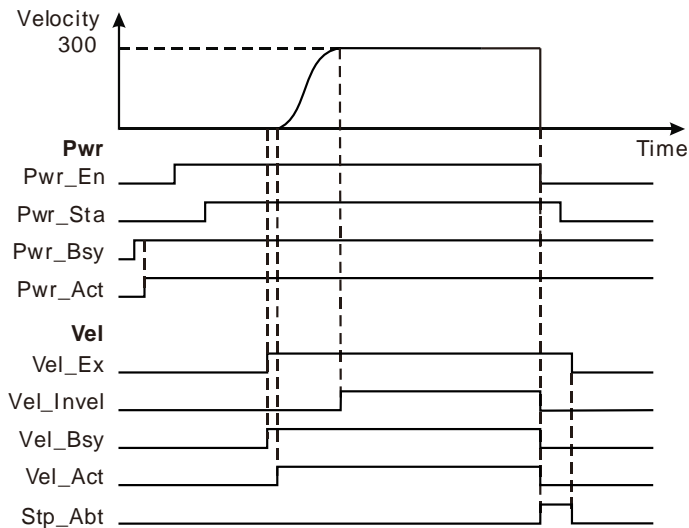 Velocity
300
Time
Pwr
Pwr_En
Pwr_Sta
Pwr_Bsy
Pwr_Act
Vel
Vel_Ex
Vel_Invel
Vel_Bsy
Vel_Act
Stp_Abt